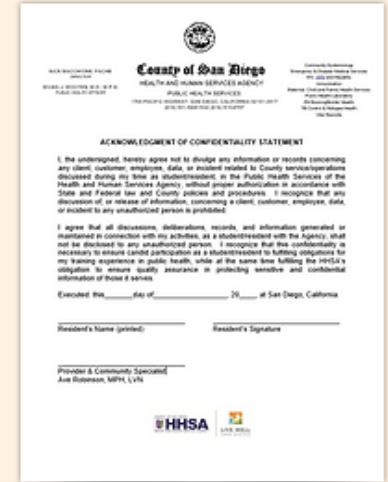 County of San Diego
HEALTH AND HUMAN SERVICES AGENCY
PUBLIC HEALTH SERVICES
ACKNOWLEDGMENT OF CONFIDENTIALITY STATEMENT
I, the undersigned, hereby agree not to divulge any information or records concerning
any client, customer, employee, data, or incident related to County service/operations
discussed during my time as student/resident, in the Public Health Services of the
Health and Human Services Agency, without proper authorization in accordance with
State and Federal law and County policies and procedures. I recognize that any
discussion of, or release of information, concerning a client, customer, employee, data,
or incident to any unauthorized person is prohibited.
I agree that all discussions, deliberations, records, and information generated or
maintained in connection with my activities, as a student/resident with the Agency, shall
not be disclosed to any unauthorized person. I recognize that this confidentiality is
necessary to ensure candid participation as a student/resident to fulfilling obligations for
my training experience in public health, while at the same time fulfilling the HHSA's
obligation to ensure quality assurance in protecting sensitive and confidential
information of those it serves.
Executed: this_____day of___________________, 20____ at San Diego, California.
Resident's Name (printed) Resident's Signature
Provider & Community Specialist
Ave Robinson, MPH, LVN
HHSA
LIVE WELL